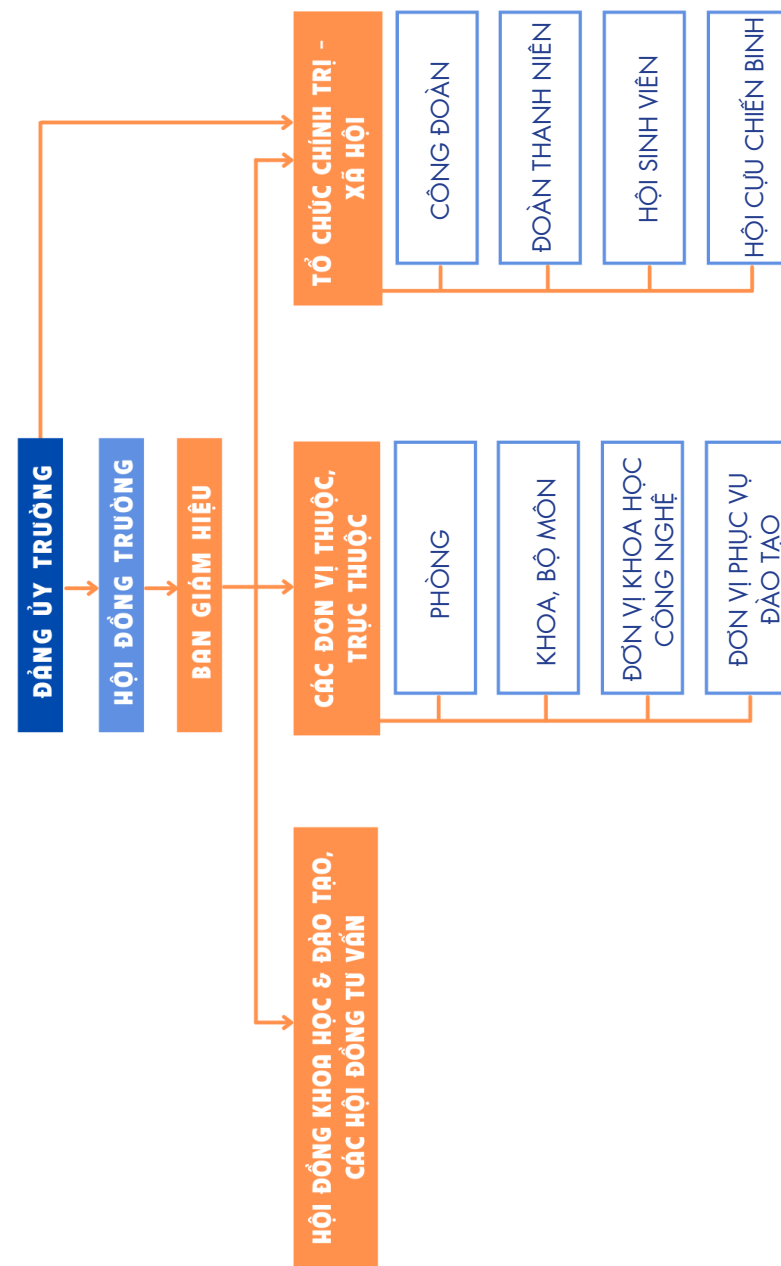 ĐẢNG ỦY TRƯỜNG
HỘI ĐỒNG TRƯỜNG
BAN GIÁM HIỆU
HỘI ĐỒNG KHOA HỌC & ĐÀO TẠO,
CÁC HỘI ĐỒNG TƯ VẤN
CÁC ĐƠN VỊ THUỘC,
TRỰC THUỘC
PHÒNG
KHOA, BỘ MÔN
ĐƠN VỊ KHOA HỌC
CÔNG NGHỆ
ĐƠN VỊ PHỤC VỤ
ĐÀO TẠO
TỔ CHỨC CHÍNH TRỊ -
XÃ HỘI
CÔNG ĐOÀN
ĐOÀN THANH NIÊN
HỘI SINH VIÊN
HỘI CỰU CHIẾN BINH